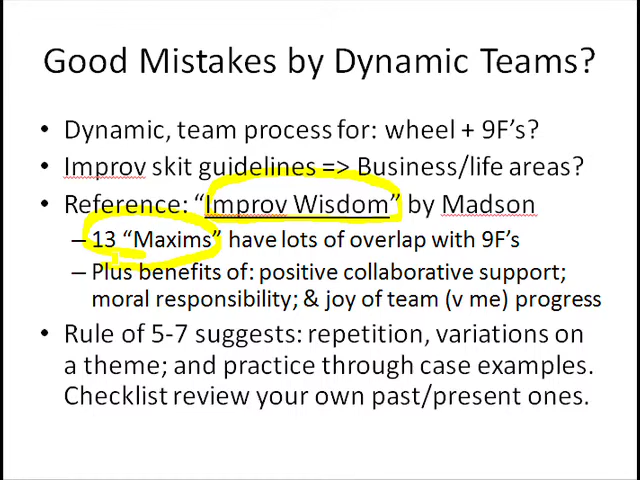 Good Mistakes by Dynamic Teams?
• Dynamic, team process for: wheel + 9F’s?
• Improv skit guidelines => Business/life areas?
• Reference: “Improv Wisdom” by Madson
– 13 “Maxims” have lots of overlap with 9F’s
– Plus benefits of: positive collaborative support;
moral responsibility; & joy of team (v me) progress
• Rule of 5-7 suggests: repetition, variations on
a theme; and practice through case examples.
Checklist review your own past/present ones.